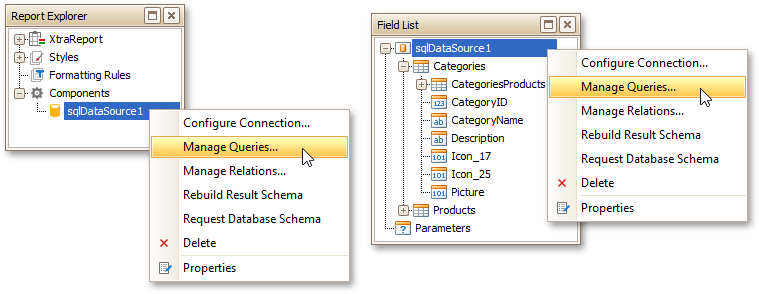 Report Explorer
XtraReport
Styles
Formatting Rules
Components
sqlDataSource1
Configure Connection...
Manage Queries...
Manage Relations...
Rebuild Result Schema
Request Database Schema
Delete
Properties
Field List
sqlDataSource1
Categories
CategoriesProducts
CategoryID
CategoryName
Description
Icon_17
Icon_25
Picture
Products
Parameters
Configure Connection...
Manage Queries...
Manage Relations...
Rebuild Result Schema
Request Database Schema
Delete
Properties